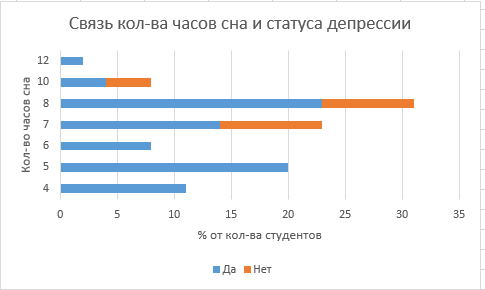 Связь кол-ва часов сна и статуса депрессии
Кол-во часов сна
12
10
8
7
6
5
4
0 5 10 15 20 25 30 35
% от кол-ва студентов
Да Нет